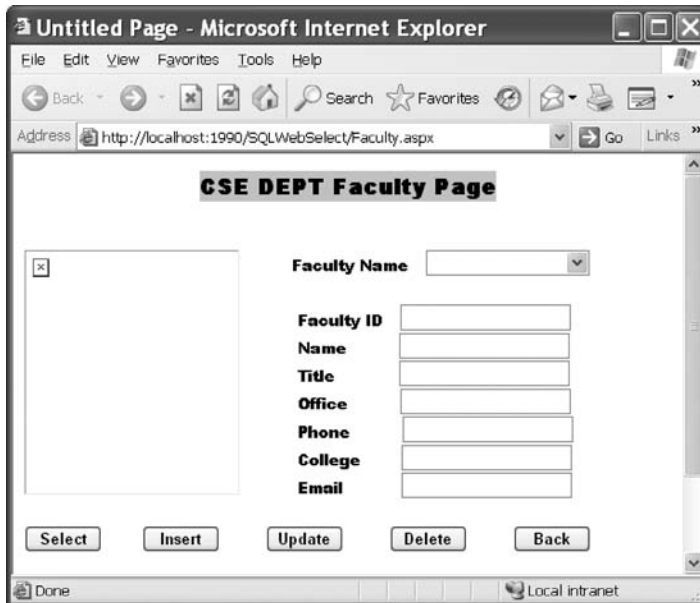 Untitled Page - Microsoft Internet Explorer
File Edit View Favorites Tools Help
Back Search Favorites »
Address http://localhost:1990/SQLWebSelect/Faculty.aspx Go Links »
CSE DEPT Faculty Page
Faculty Name
Faculty ID
Name
Title
Office
Phone
College
Email
Select Insert Update Delete Back
Done Local intranet